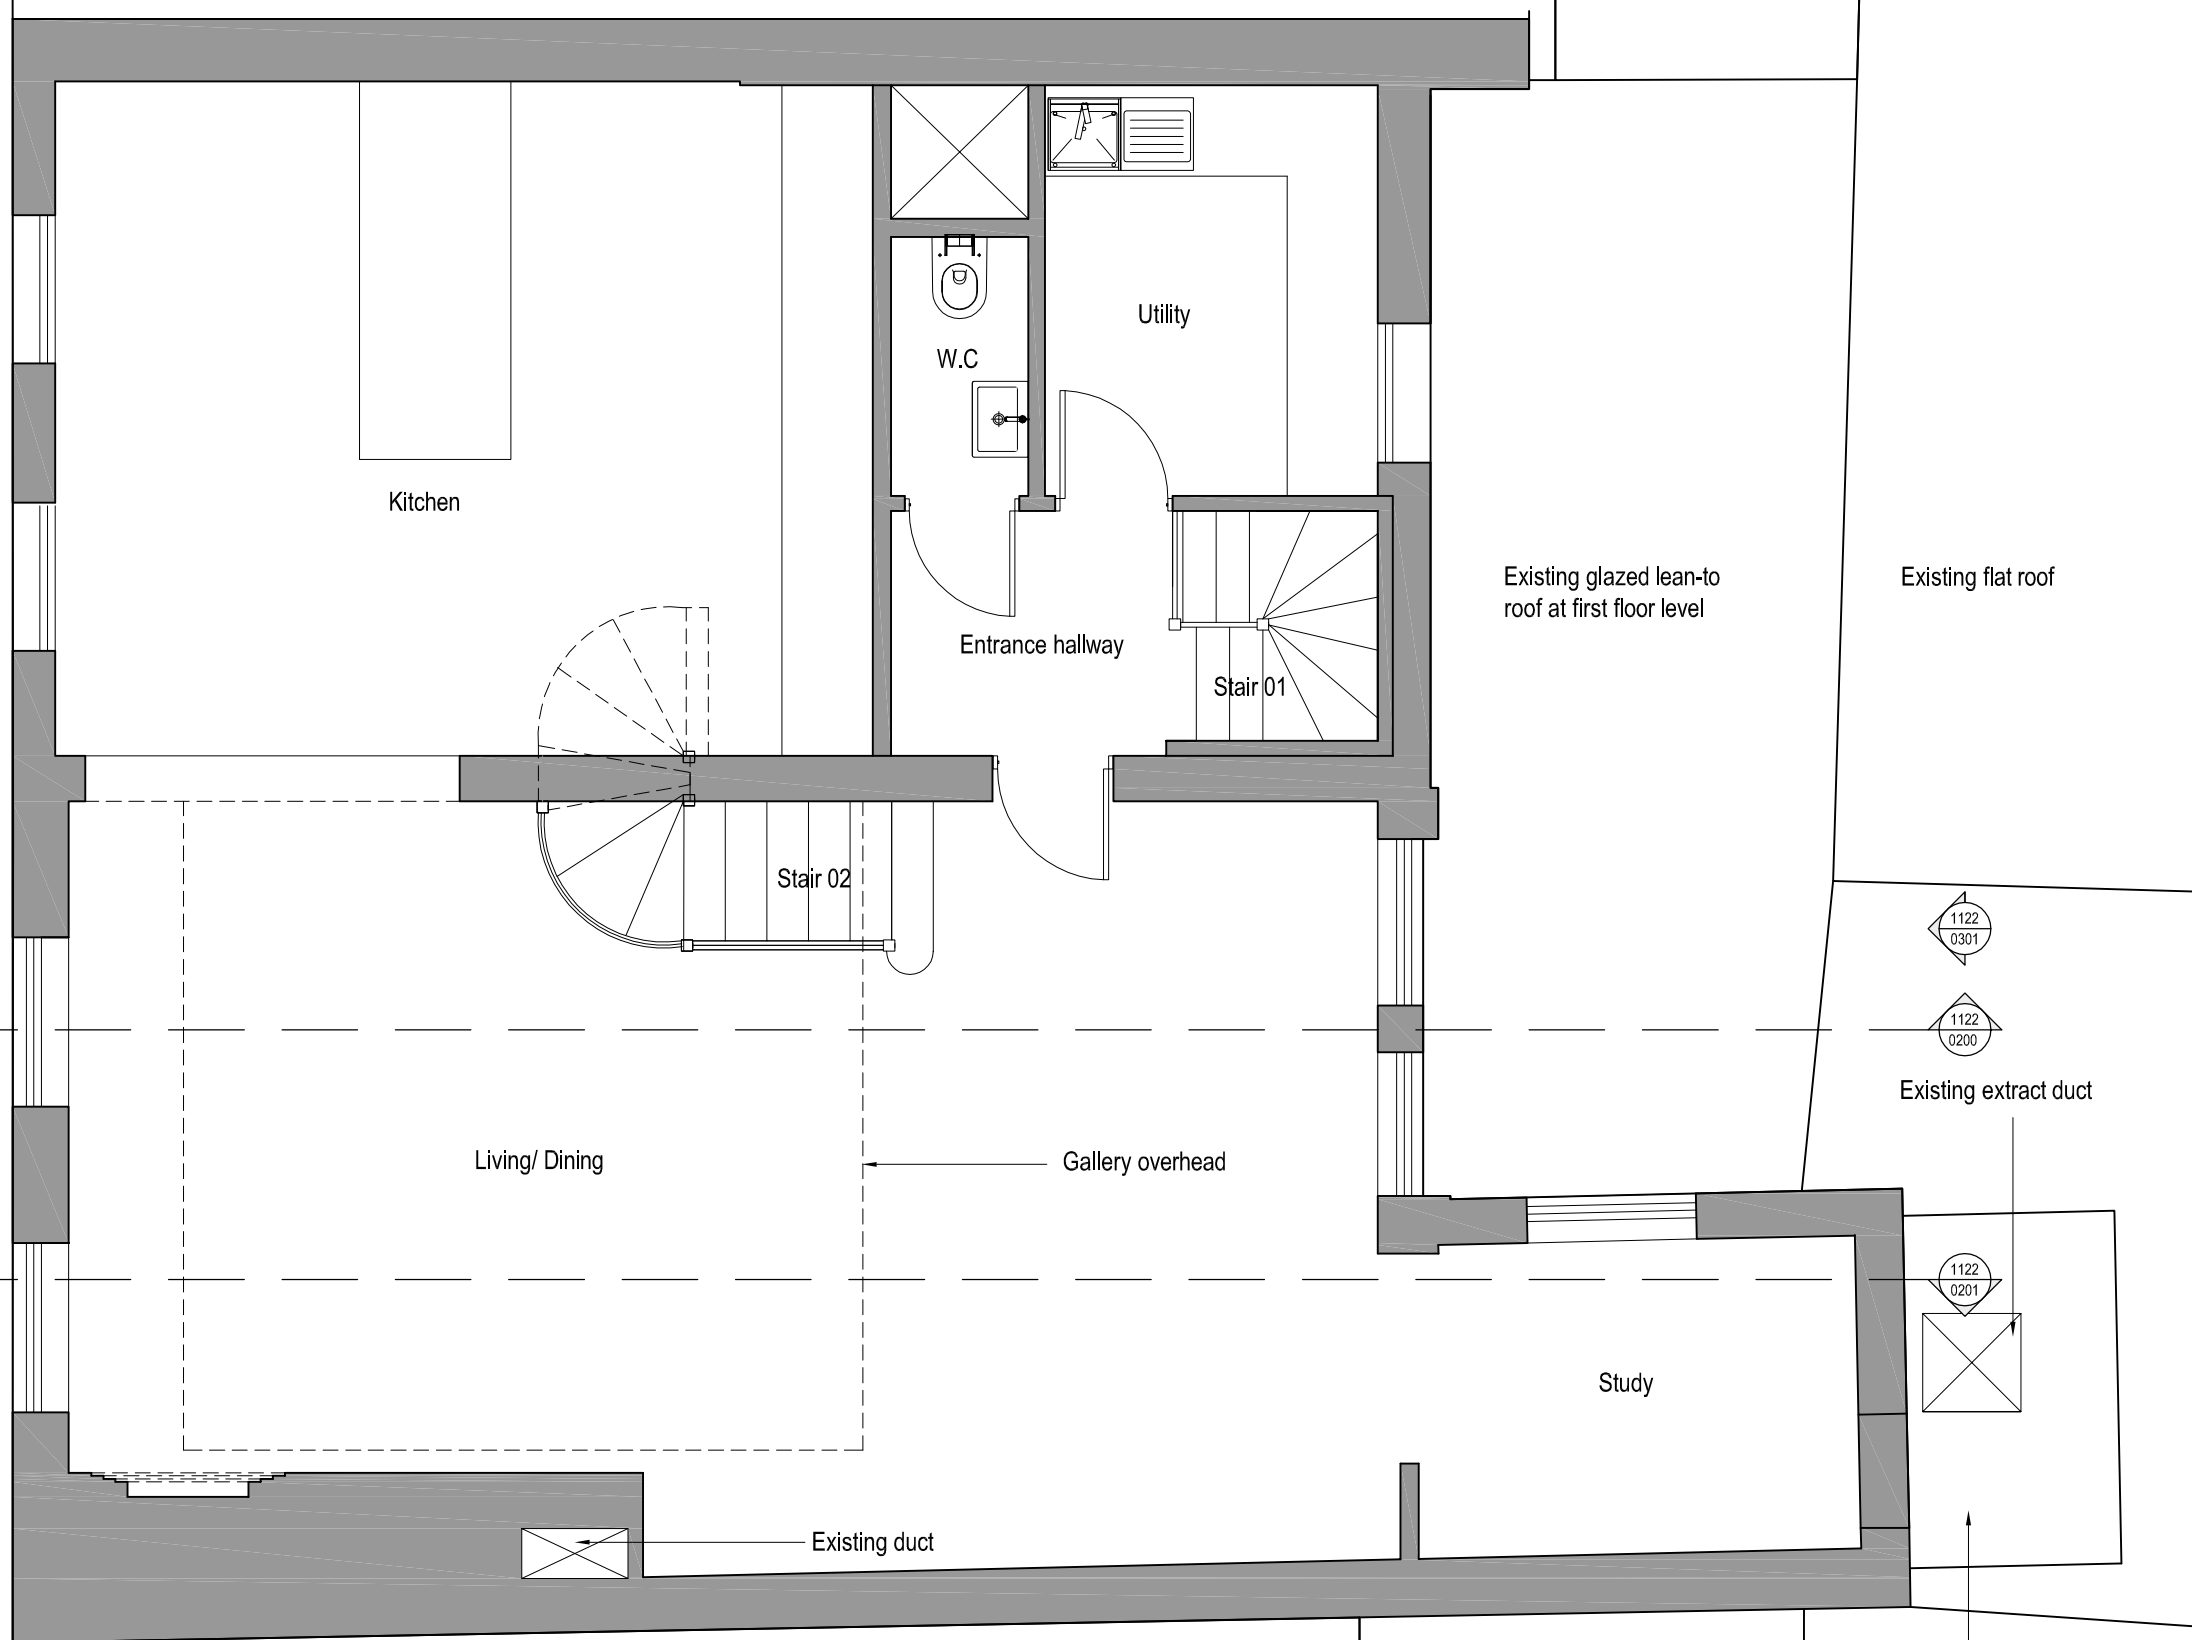 Utility
W.C
Kitchen
Existing glazed lean-to
roof at first floor level
Existing flat roof
Entrance hallway
Stair 01
Stair 02
1122
0301
1122
0200
Existing extract duct
Living/ Dining
Gallery overhead
1122
0201
Study
Existing duct